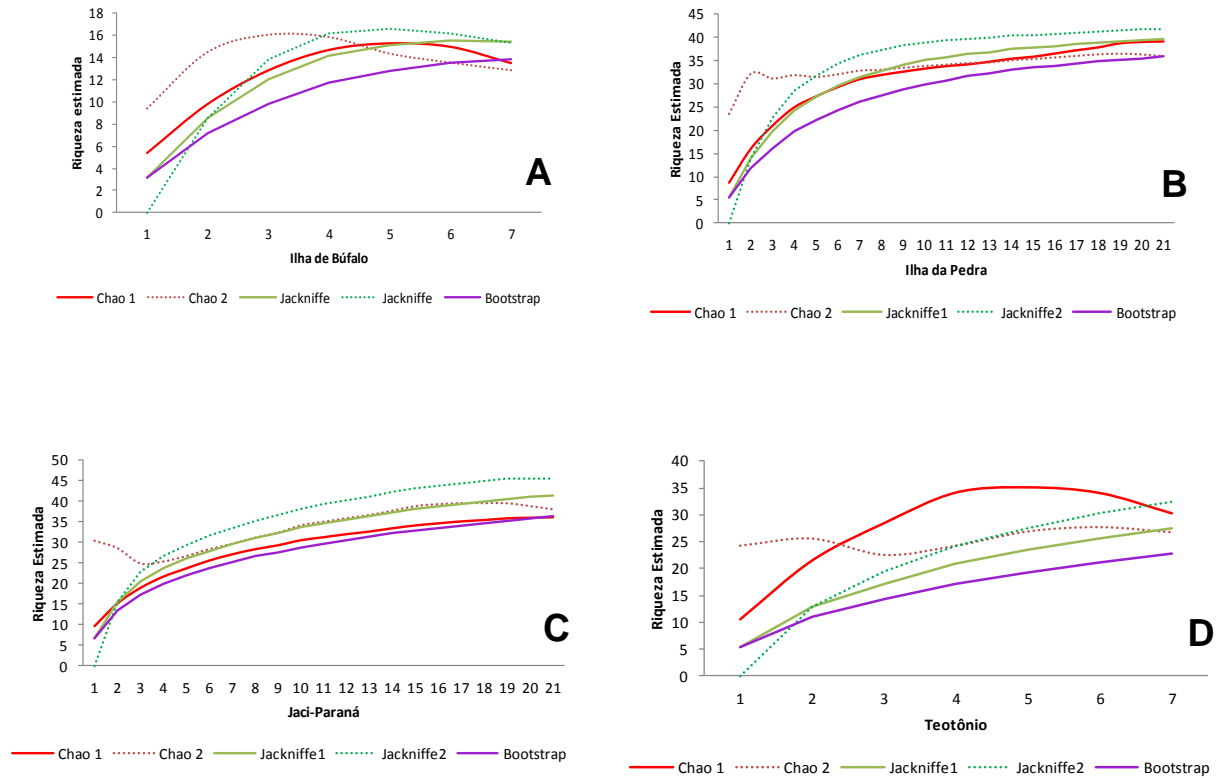 Riqueza estimada
18
16
14
12
10
8
6
4
2
0
1 2 3 4 5 6 7
Ilha de Búfalo
A
Chao 1 Chao 2 Jackniffe Jackniffe Bootstrap
Riqueza Estimada
45
40
35
30
25
20
15
10
5
0
1 2 3 4 5 6 7 8 9 10 11 12 13 14 15 16 17 18 19 20 21
Ilha da Pedra
B
Chao 1 Chao 2 Jackniffe1 Jackniffe2 Bootstrap
Riqueza Estimada
50
45
40
35
30
25
20
15
10
5
0
1 2 3 4 5 6 7 8 9 10 11 12 13 14 15 16 17 18 19 20 21
Jaci-Paraná
C
Chao 1 Chao 2 Jackniffe1 Jackniffe2 Bootstrap
Riqueza Estimada
40
35
30
25
20
15
10
5
0
1 2 3 4 5 6 7
Teotônio
D
Chao 1 Chao 2 Jackniffe1 Jackniffe2 Bootstrap